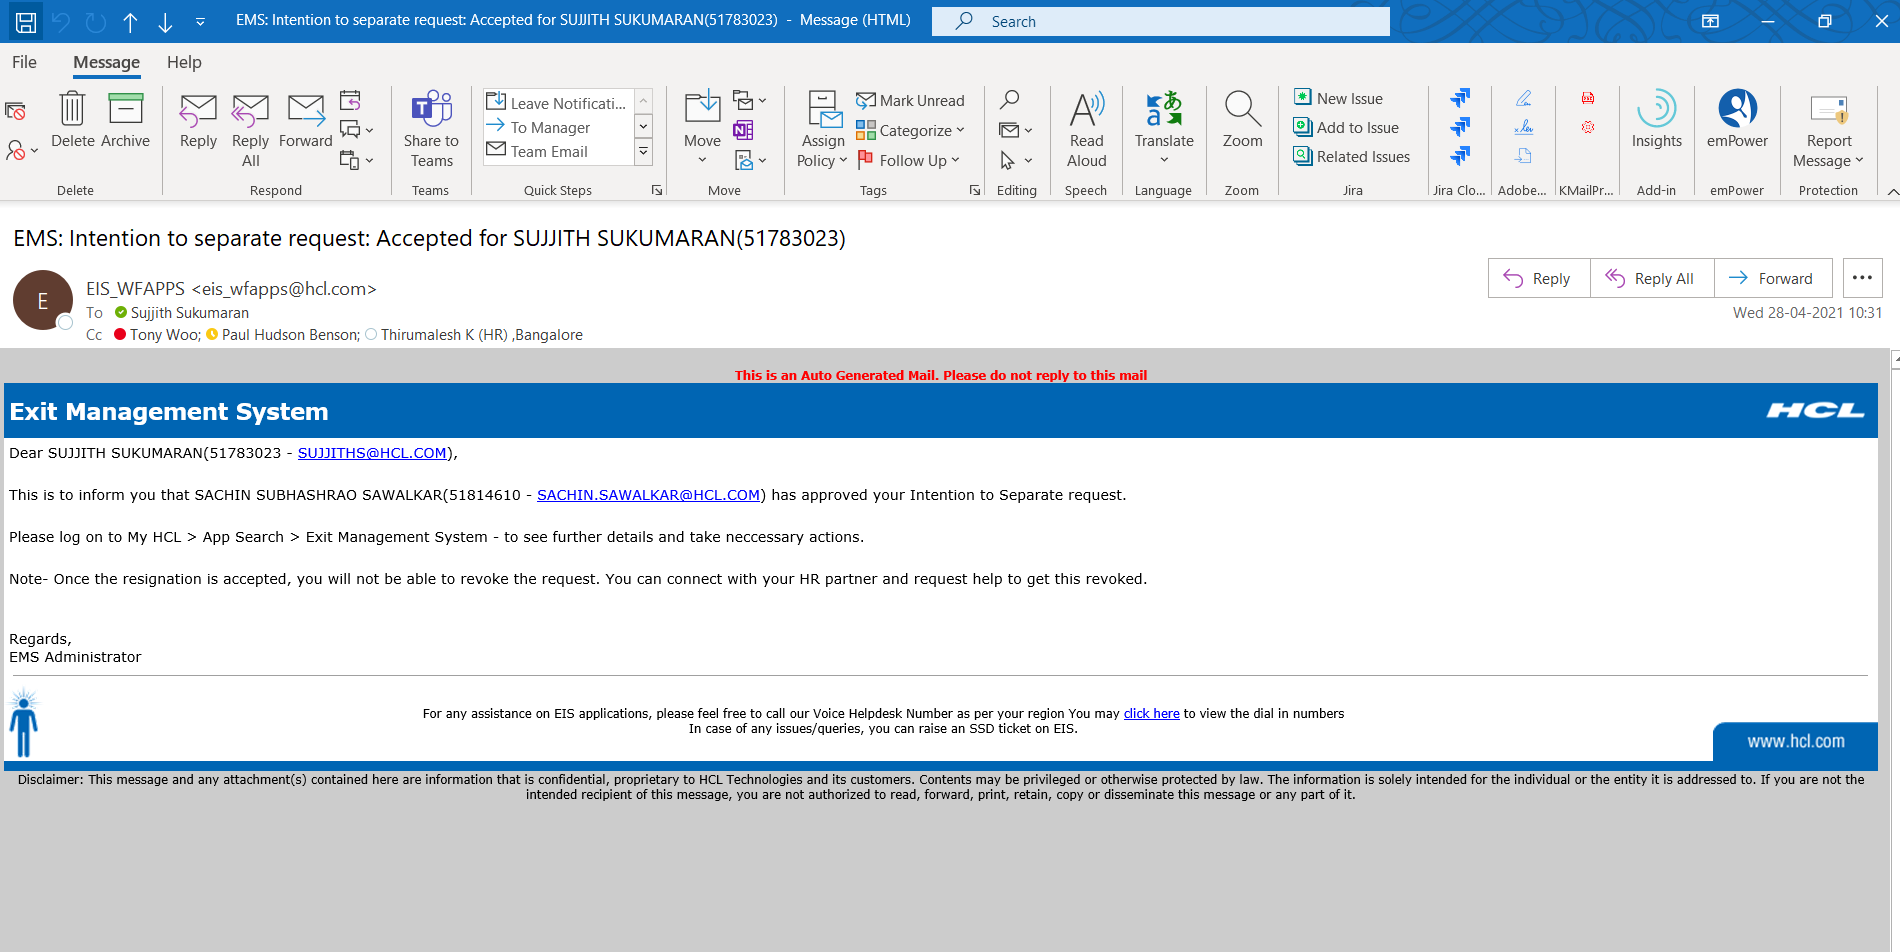 EMS: Intention to separate request: Accepted for SUJJITH SUKUMARAN(51783023) - Message (HTML)
Search
File Message Help
Delete Archive
Delete
Reply Reply All Forward
Respond
Share to Teams
Teams
Leave Notificati...
To Manager
Team Email
Quick Steps
Move
Move
Assign Policy
Mark Unread
Categorize
Follow Up
Tags
Editing
Read Aloud
Speech
Translate
Language
Zoom
Zoom
New Issue
Add to Issue
Related Issues
Jira
Jira Clo...
Adobe...
KMailPr...
Insights
Add-in
emPower
emPower
Report Message
Protection
EMS: Intention to separate request: Accepted for SUJJITH SUKUMARAN(51783023)
E
EIS_WFAPPS <eis_wfapps@hcl.com>
To Sujjith Sukumaran
Cc Tony Woo; Paul Hudson Benson; Thirumalesh K (HR) ,Bangalore
Reply Reply All Forward
Wed 28-04-2021 10:31
This is an Auto Generated Mail. Please do not reply to this mail
Exit Management System
HCL
Dear SUJJITH SUKUMARAN(51783023 - SUJJITHS@HCL.COM),
This is to inform you that SACHIN SUBHASHRAO SAWALKAR(51814610 - SACHIN.SAWALKAR@HCL.COM) has approved your Intention to Separate request.
Please log on to My HCL > App Search > Exit Management System - to see further details and take neccessary actions.
Note- Once the resignation is accepted, you will not be able to revoke the request. You can connect with your HR partner and request help to get this revoked.
Regards,
EMS Administrator
For any assistance on EIS applications, please feel free to call our Voice Helpdesk Number as per your region You may click here to view the dial in numbers
In case of any issues/queries, you can raise an SSD ticket on EIS.
www.hcl.com
Disclaimer: This message and any attachment(s) contained here are information that is confidential, proprietary to HCL Technologies and its customers. Contents may be privileged or otherwise protected by law. The information is solely intended for the individual or the entity it is addressed to. If you are not the
intended recipient of this message, you are not authorized to read, forward, print, retain, copy or disseminate this message or any part of it.